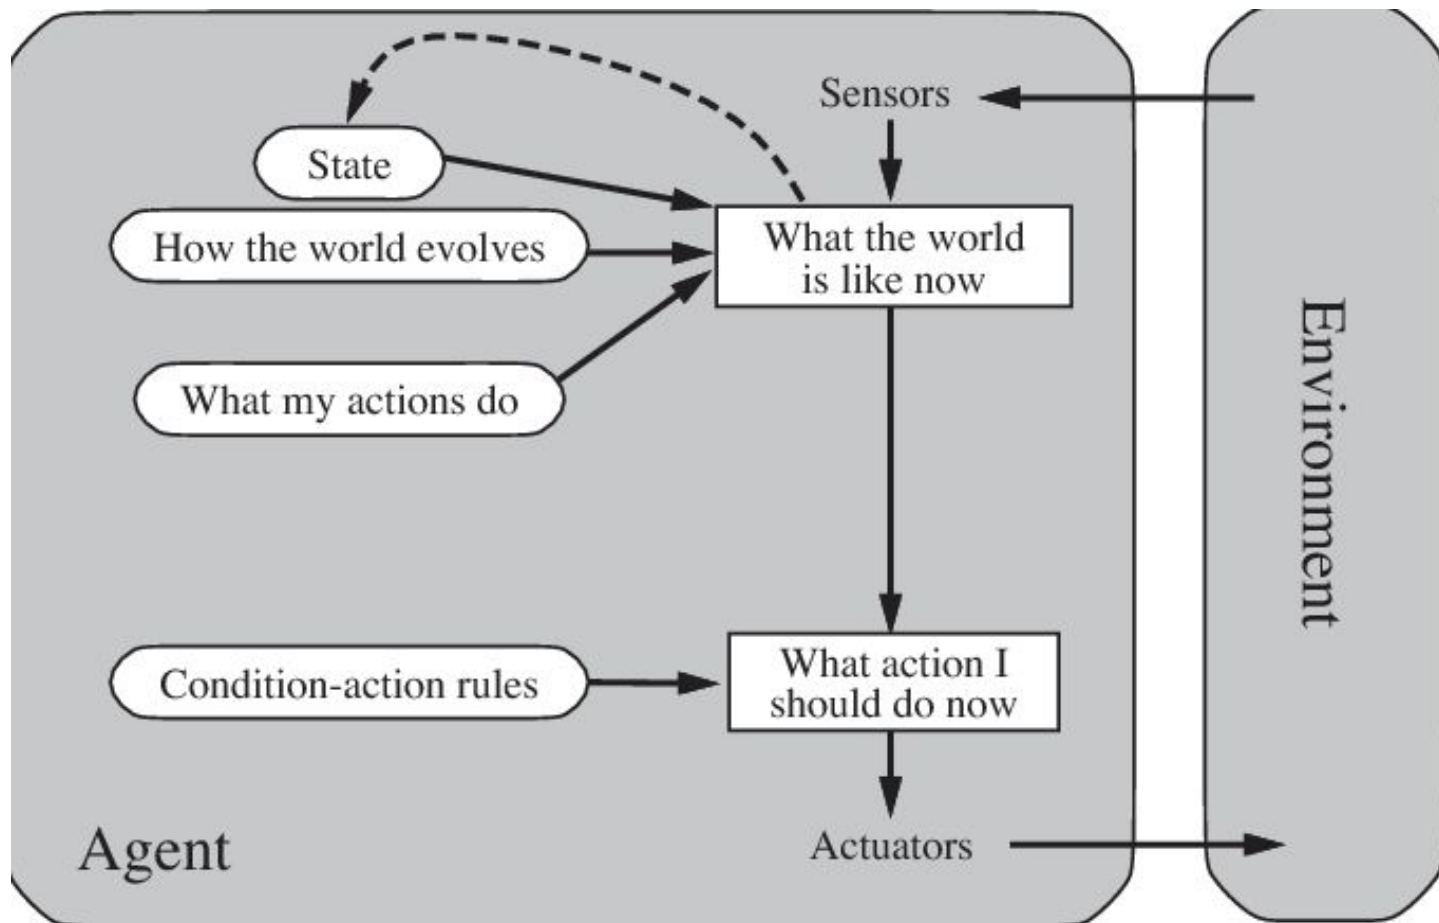 Sensors
State
How the world evolves
What the world
is like now
What my actions do
Environment
Condition-action rules
What action I
should do now
Agent
Actuators